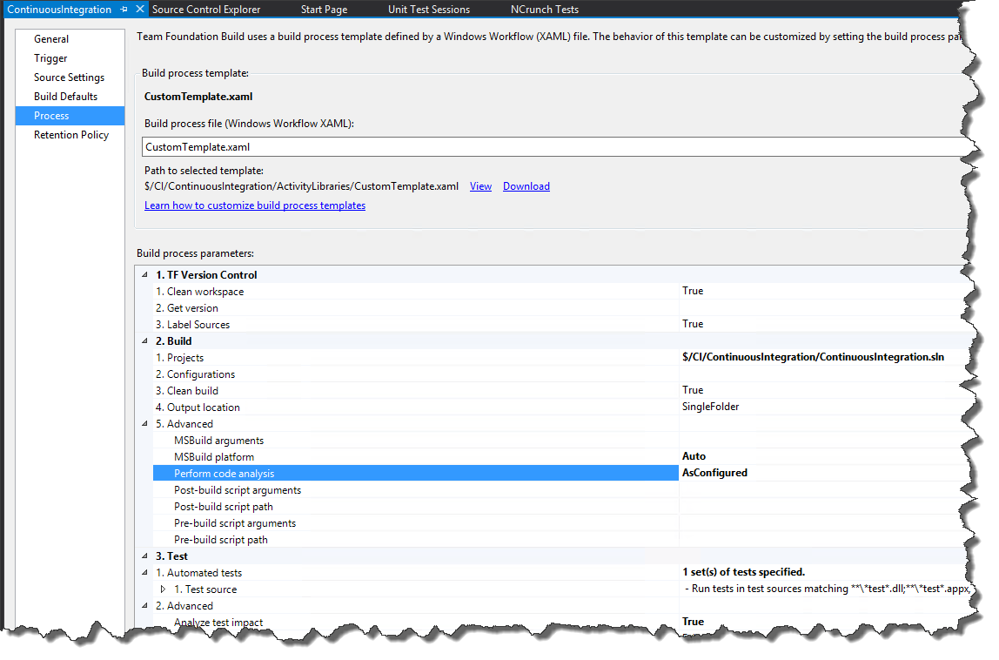 ContinuousIntegration Source Control Explorer Start Page Unit Test Sessions NCrunch Tests
General
Trigger
Source Settings
Build Defaults
Process
Retention Policy
Team Foundation Build uses a build process template defined by a Windows Workflow (XAML) file. The behavior of this template can be customized by setting the build process
Build process template:
CustomTemplate.xaml
Build process file (Windows Workflow XAML):
CustomTemplate.xaml
Path to selected template:
$/CI/ContinuousIntegration/ActivityLibraries/CustomTemplate.xaml View Download
Learn how to customize build process templates
Build process parameters:
1. TF Version Control
1. Clean workspace True
2. Get version
3. Label Sources True
2. Build
1. Projects $/CI/ContinuousIntegration/ContinuousIntegration.sln
2. Configurations
3. Clean build True
4. Output location SingleFolder
5. Advanced
MSBuild arguments
MSBuild platform Auto
Perform code analysis AsConfigured
Post-build script arguments
Post-build script path
Pre-build script arguments
Pre-build script path
3. Test
1. Automated tests 1 set(s) of tests specified.
1. Test source - Run tests in test sources matching **\*test*.dll;**\*test*.appx,
2. Advanced
Analyze test impact True